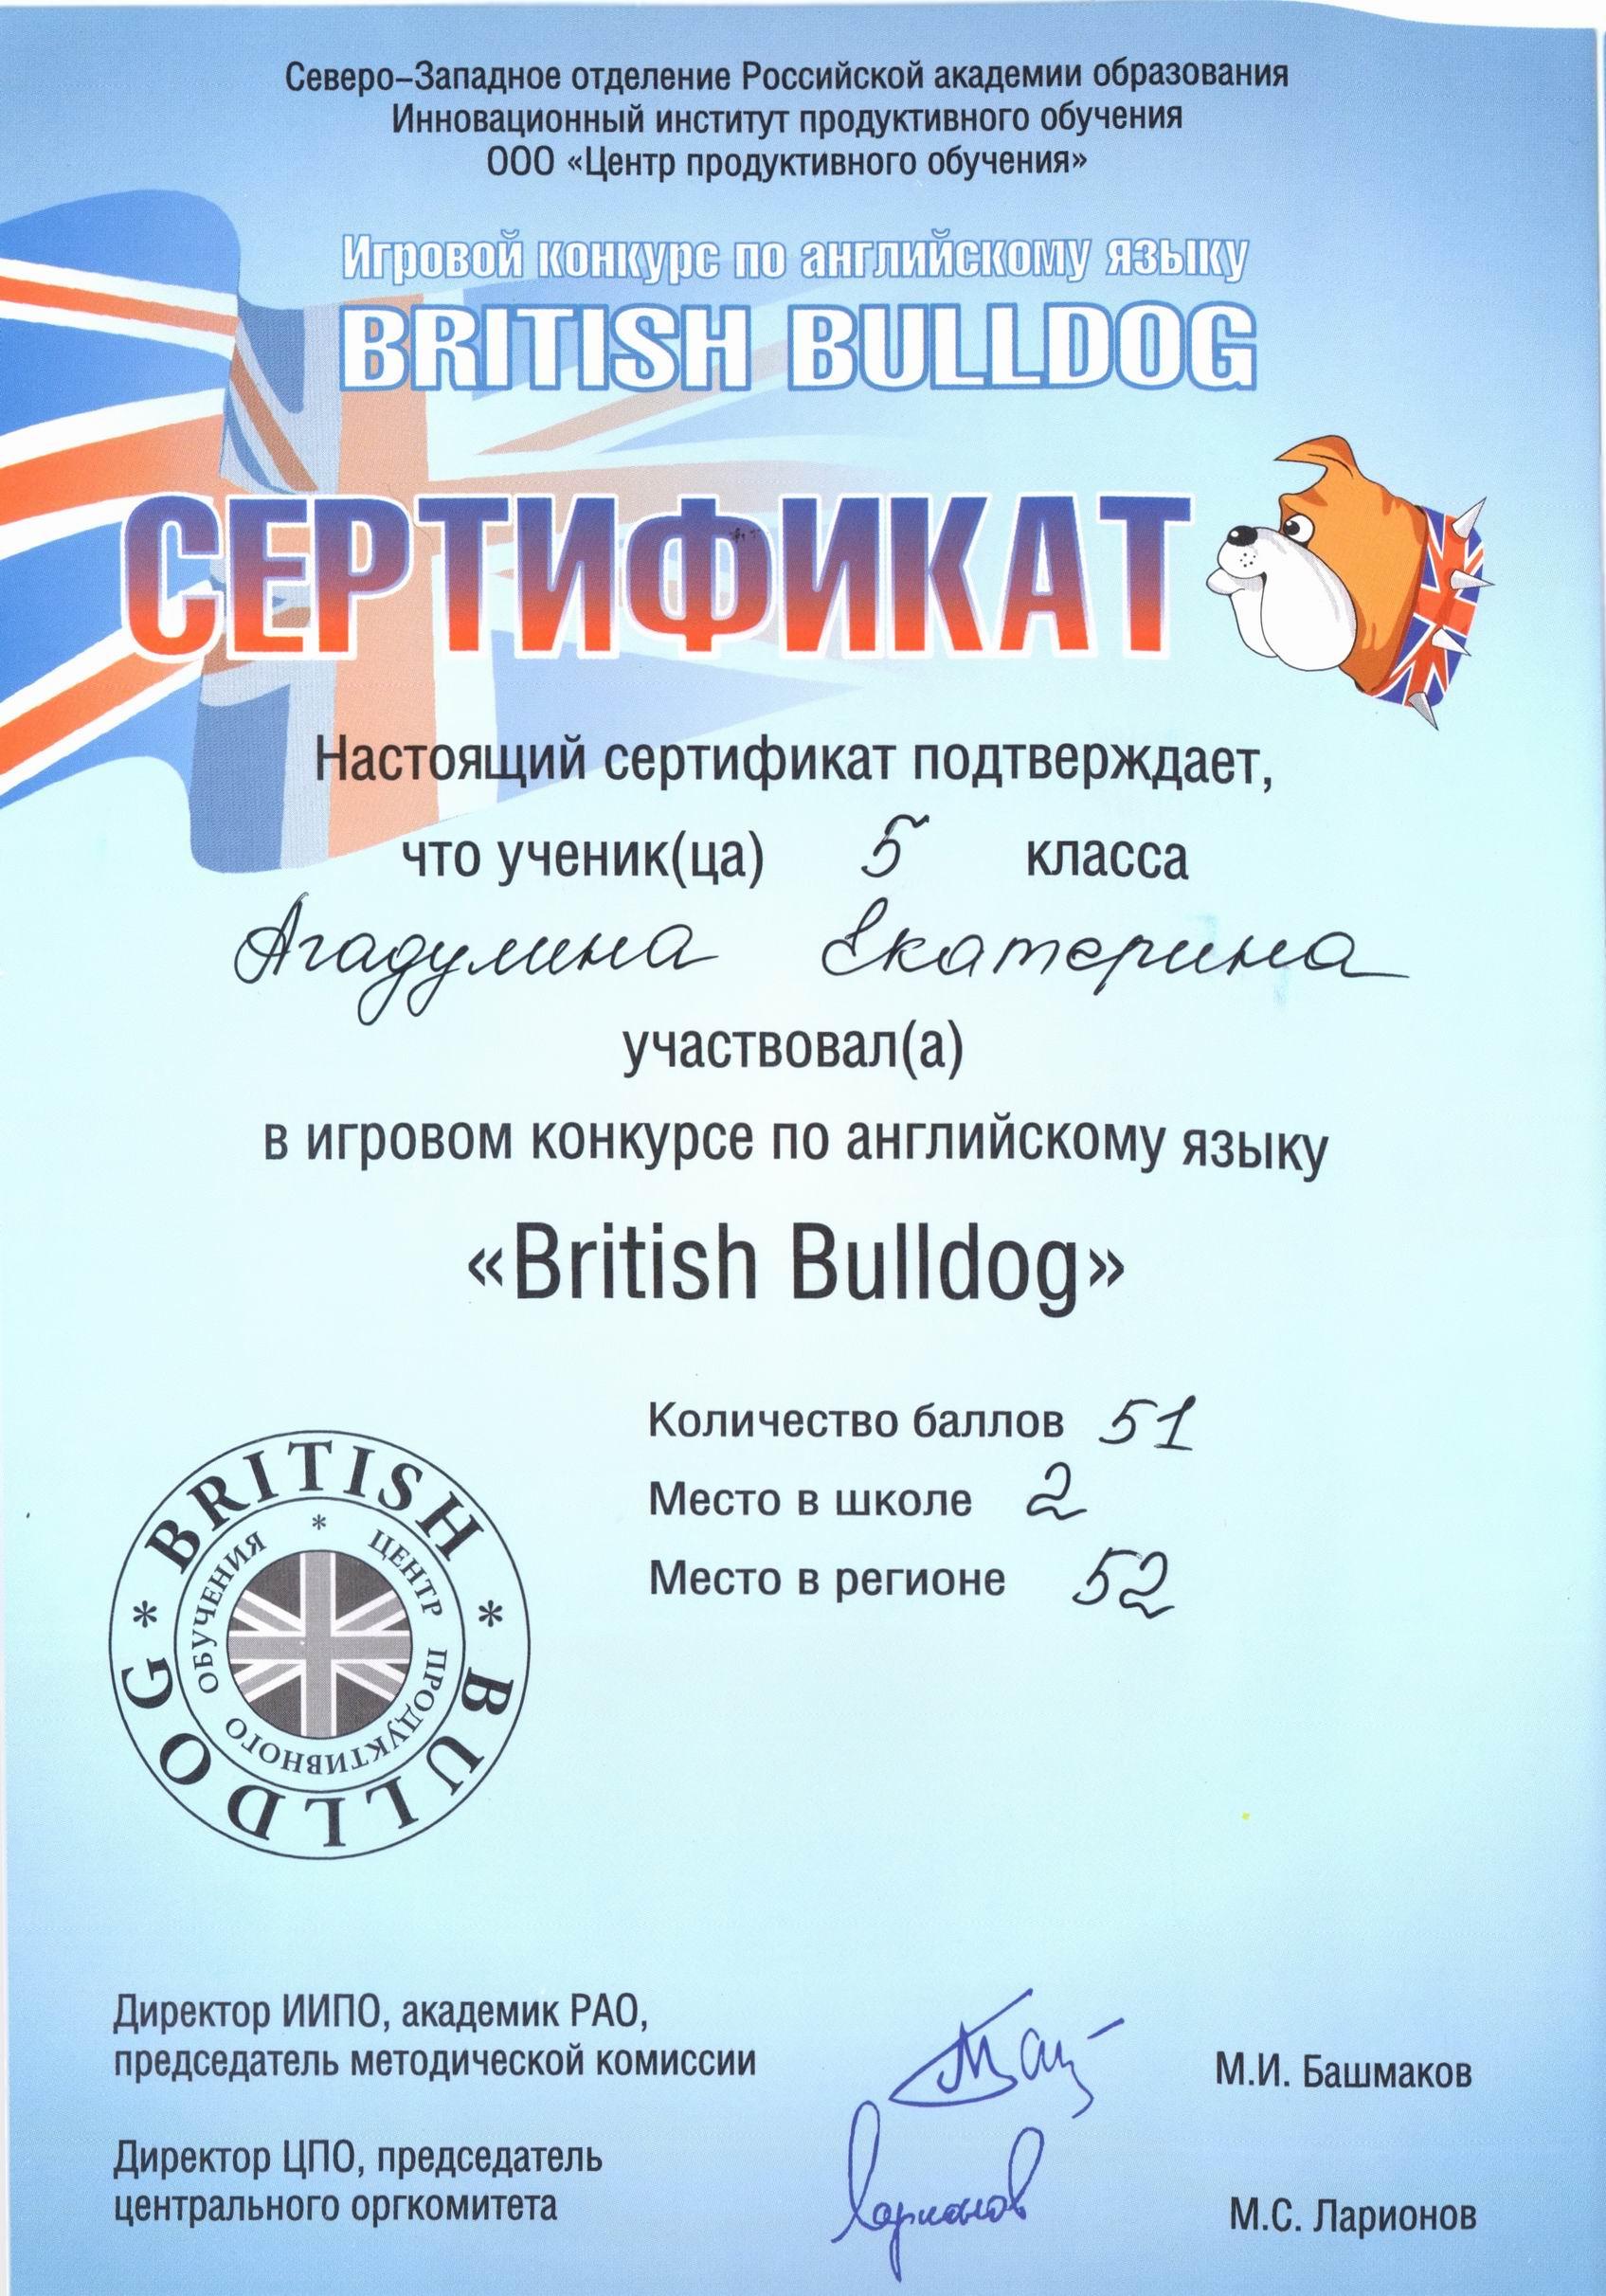 Северо-Западное отделение Российской академии образования
Инновационный институт продуктивного обучения
ООО «Центр продуктивного обучения»
Игровой конкурс по английскому языку
BRITISH BULLDOG
СЕРТИФИКАТ
Настоящий сертификат подтверждает,
что ученик(ца) 5 класса
Агадулина Екатерина
участвовал(а)
в игровом конкурсе по английскому языку
«British Bulldog»
Количество баллов 51
Место в школе 2
Место в регионе 52
* BRITISH * BULLDOG
* ЦЕНТР ПРОДУКТИВНОГО ОБУЧЕНИЯ
Директор ИИПО, академик РАО,
председатель методической комиссии
М.И. Башмаков
Директор ЦПО, председатель
центрального оргкомитета
Ларионов
М.С. Ларионов